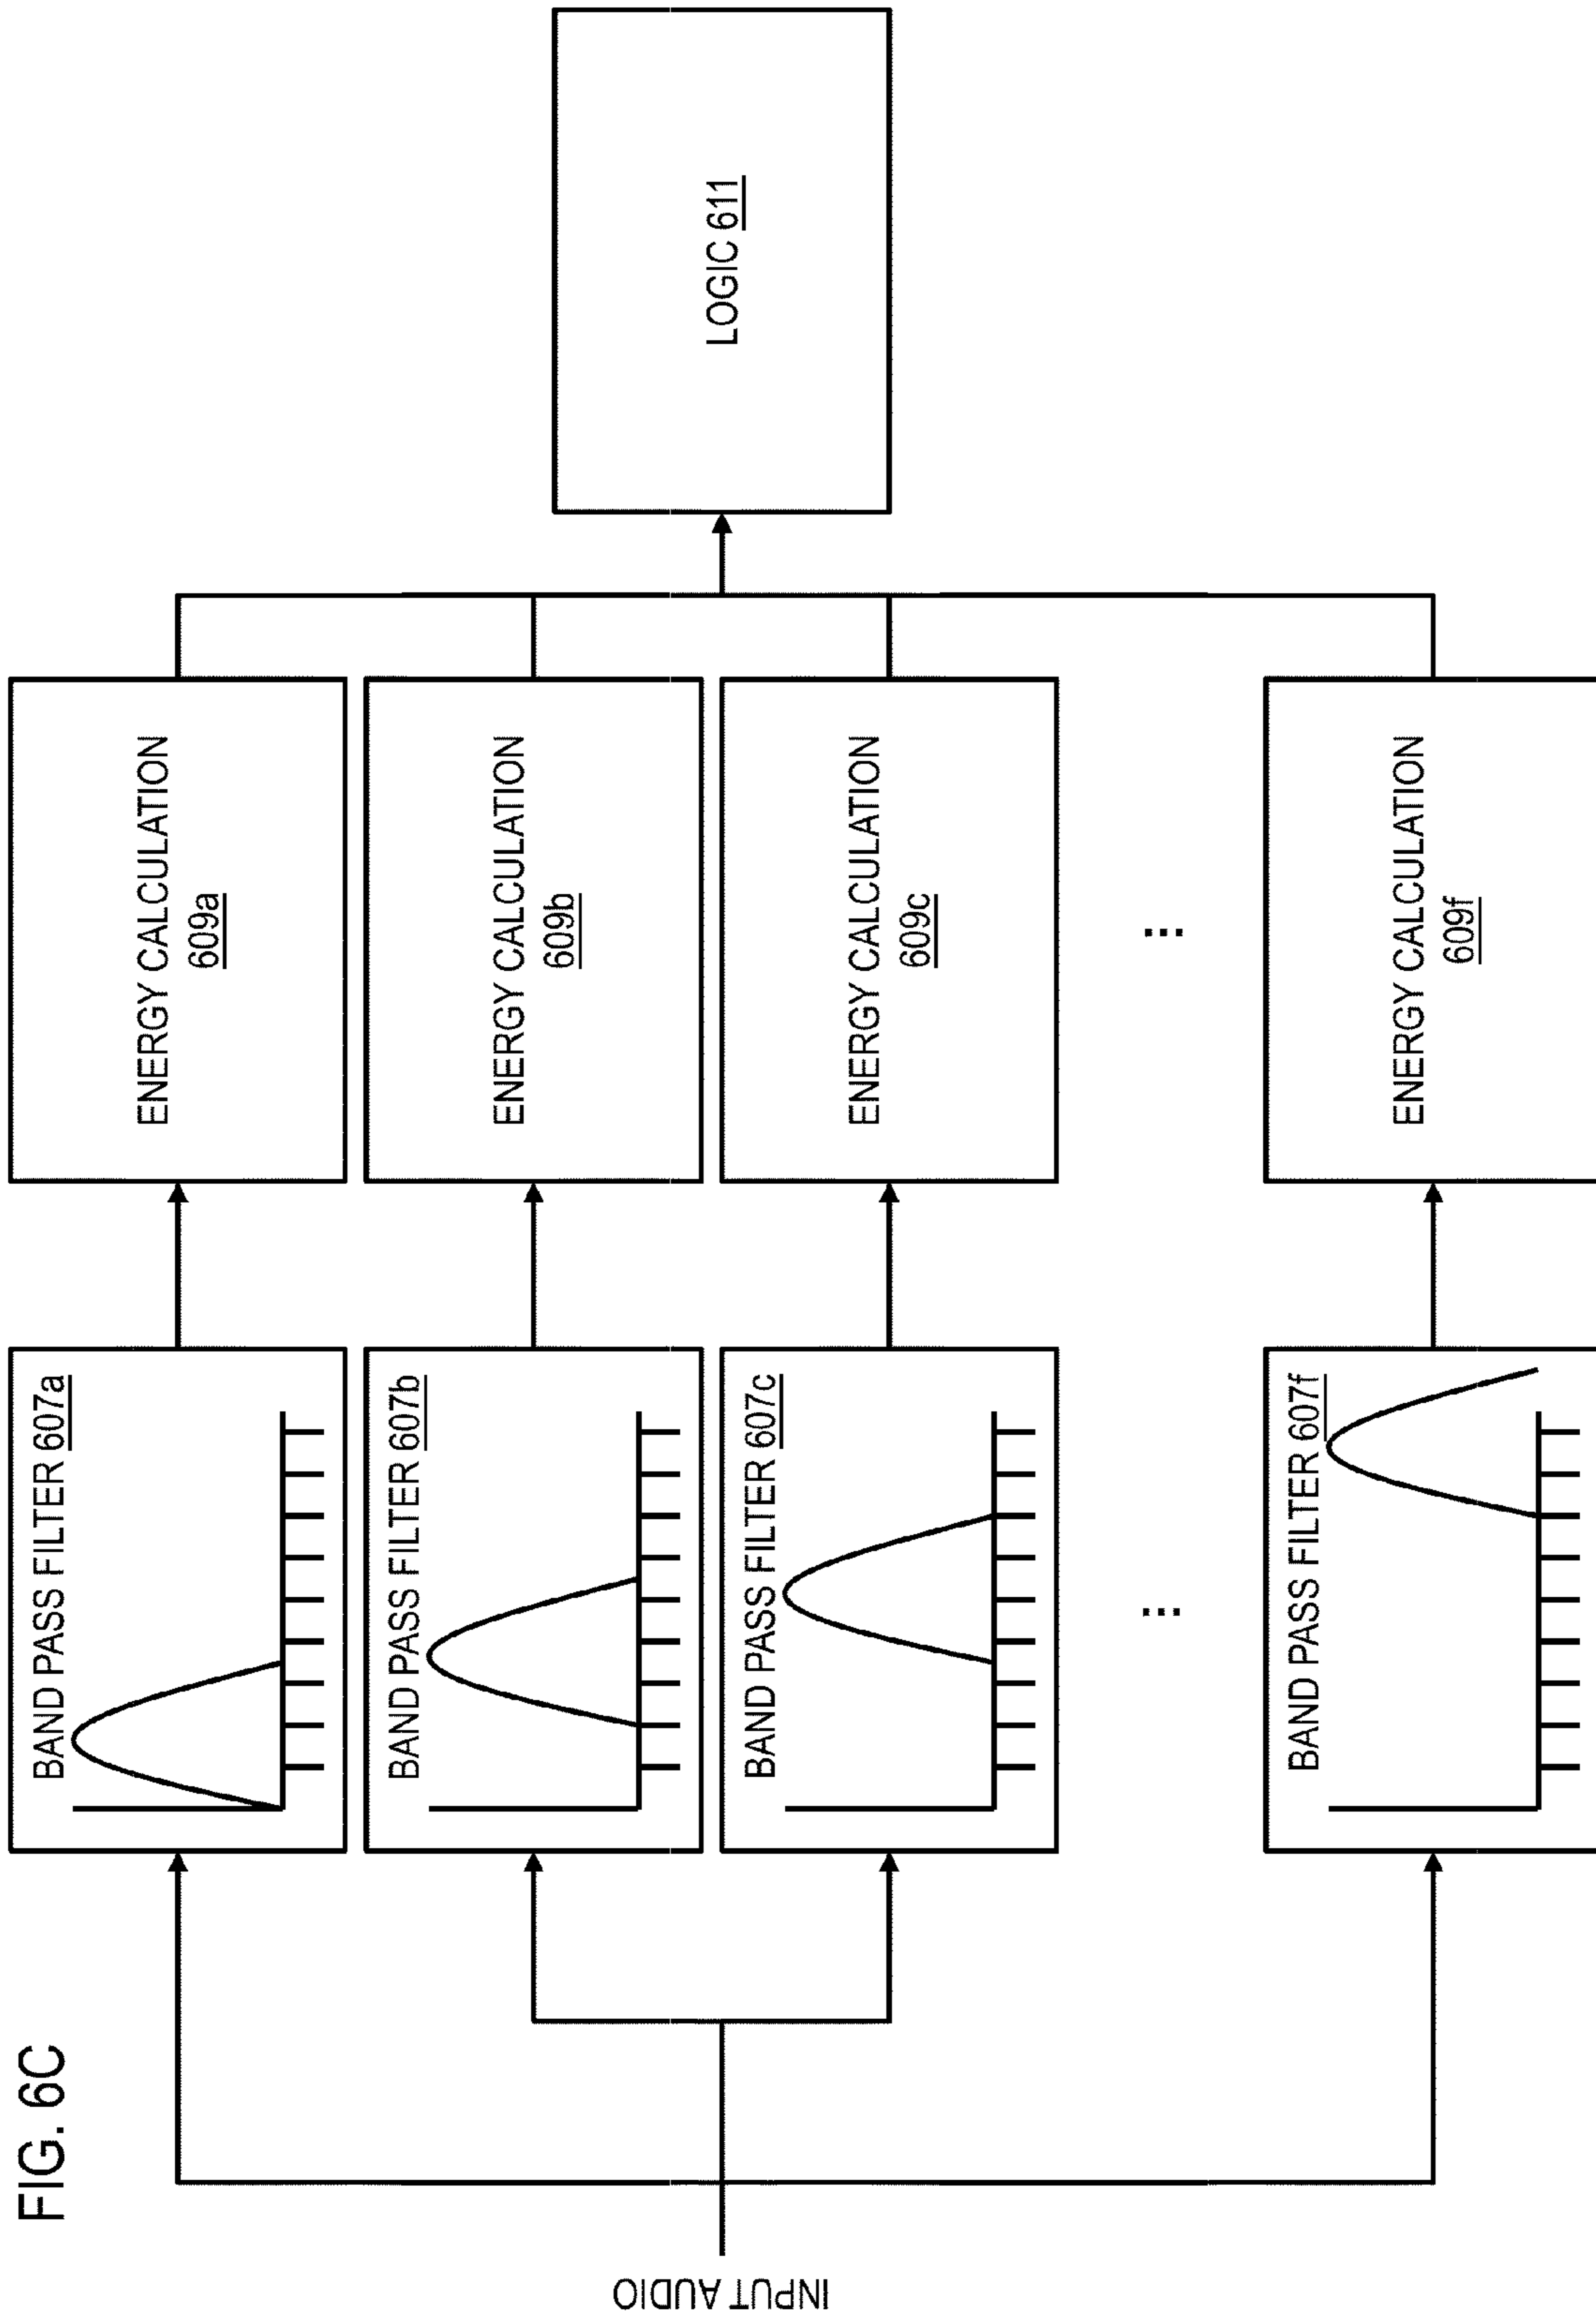 FIG. 6C
INPUT AUDIO
BAND PASS FILTER 607a
ENERGY CALCULATION
609a
BAND PASS FILTER 607b
ENERGY CALCULATION
609b
BAND PASS FILTER 607c
ENERGY CALCULATION
609c
...
...
BAND PASS FILTER 607f
ENERGY CALCULATION
609f
LOGIC 611